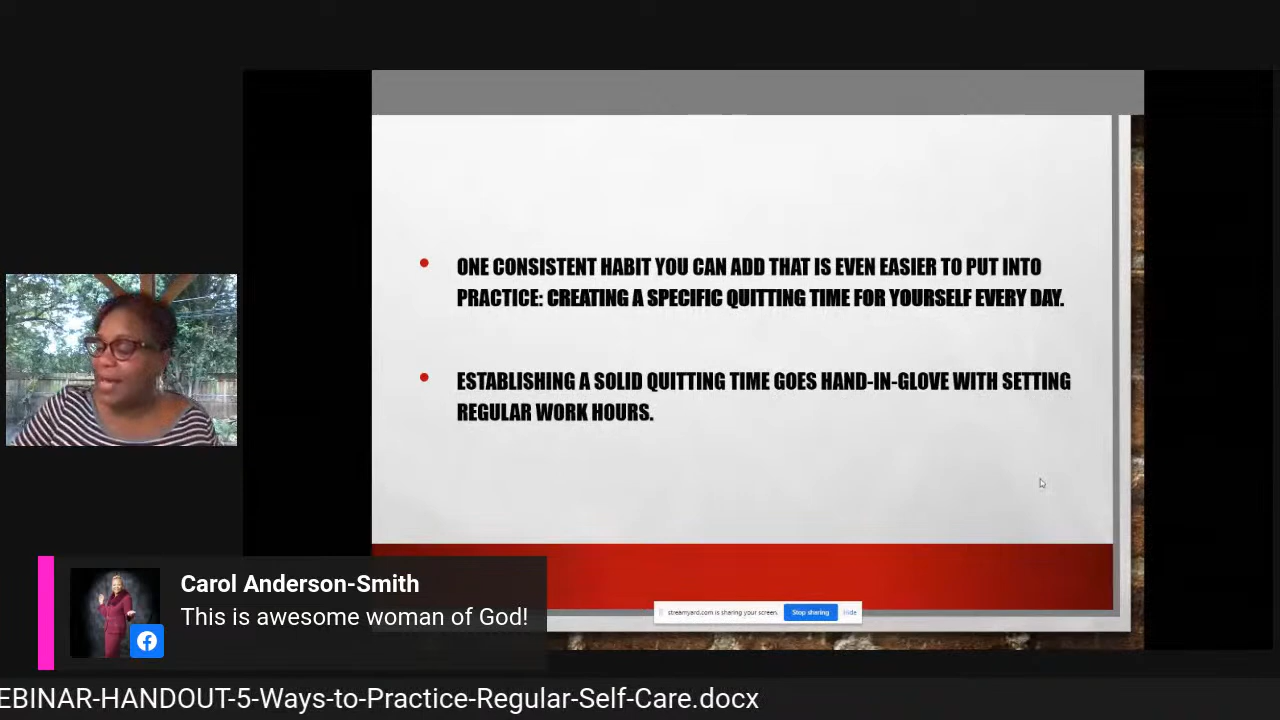 ONE CONSISTENT HABIT YOU CAN ADD THAT IS EVEN EASIER TO PUT INTO
PRACTICE: CREATING A SPECIFIC QUITTING TIME FOR YOURSELF EVERY DAY.
ESTABLISHING A SOLID QUITTING TIME GOES HAND-IN-GLOVE WITH SETTING
REGULAR WORK HOURS.
Carol Anderson-Smith
This is awesome woman of God!
streamyard.com is sharing your screen.
Stop sharing
Hide
EBINAR-HANDOUT-5-Ways-to-Practice-Regular-Self-Care.docx